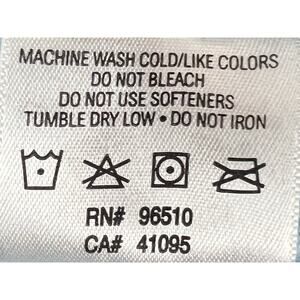 MACHINE WASH COLD/LIKE COLORS
DO NOT BLEACH
DO NOT USE SOFTENERS
TUMBLE DRY LOW • DO NOT IRON
RN# 96510
CA# 41095